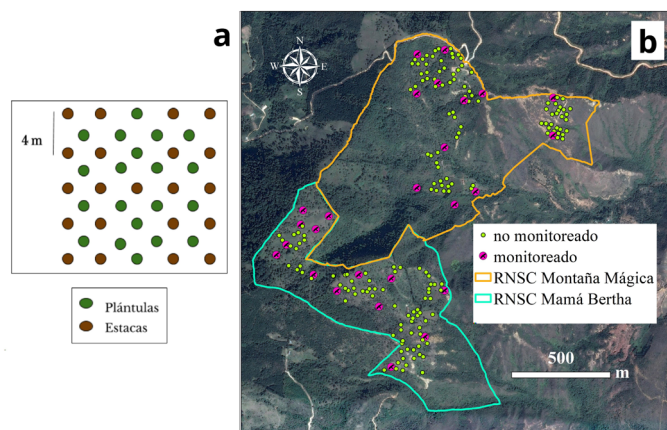 a
4 m
Plántulas
Estacas
b
N
W E
S
no monitoreado
monitoreado
RNSC Montaña Mágica
RNSC Mamá Bertha
500
m